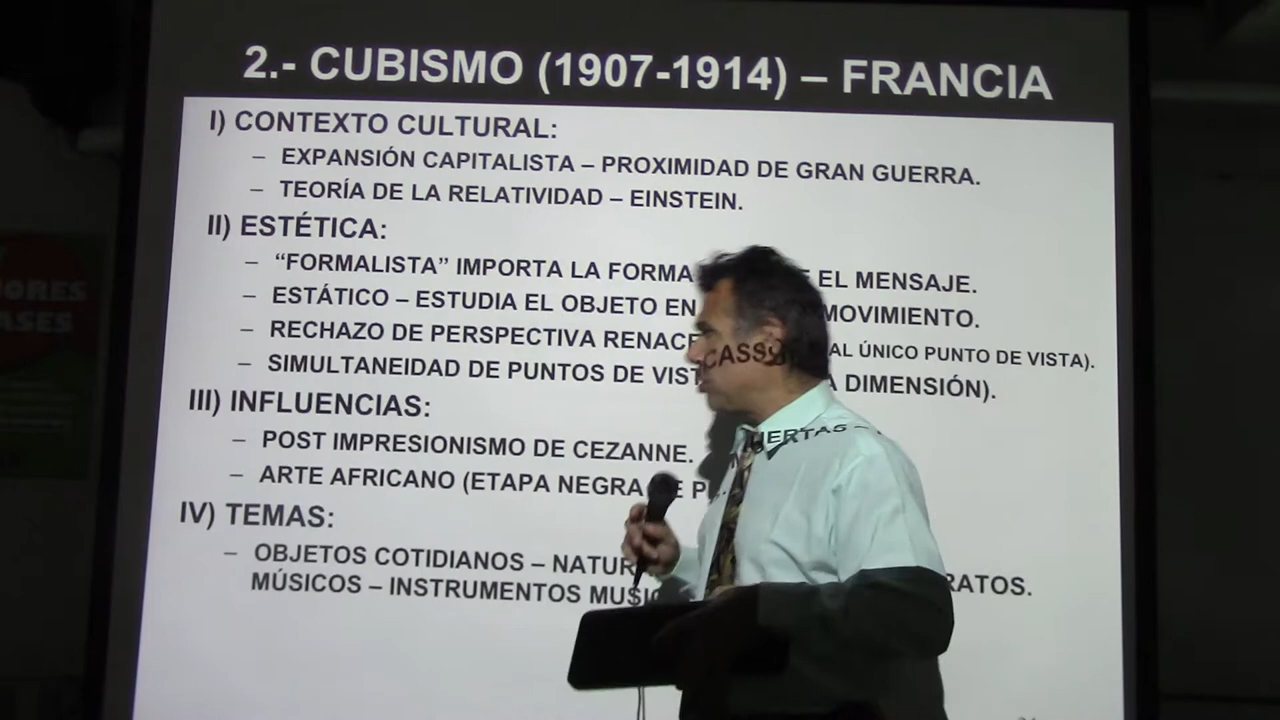 2.- CUBISMO (1907-1914) – FRANCIA
I) CONTEXTO CULTURAL:
– EXPANSIÓN CAPITALISTA – PROXIMIDAD DE GRAN GUERRA.
– TEORÍA DE LA RELATIVIDAD – EINSTEIN.
II) ESTÉTICA:
– “FORMALISTA” IMPORTA LA FORMA EL MENSAJE.
– ESTÁTICO – ESTUDIA EL OBJETO EN MOVIMIENTO.
– RECHAZO DE PERSPECTIVA AL ÚNICO PUNTO DE VISTA).
– SIMULTANEIDAD DE PUNTOS DE DIMENSIÓN).
III) INFLUENCIAS:
– POST IMPRESIONISMO DE CEZANNE.
– ARTE AFRICANO (ETAPA NEGRA
IV) TEMAS:
– OBJETOS COTIDIANOS –
MÚSICOS – INSTRUMENTOS